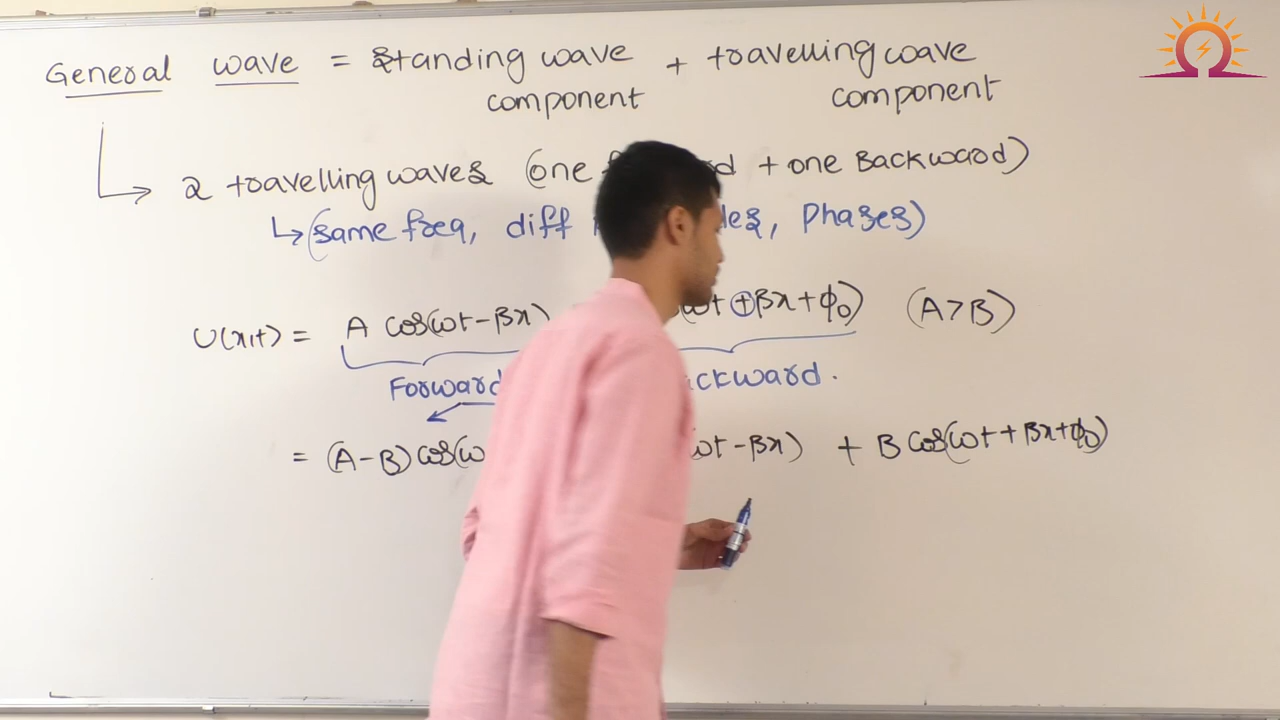 General wave = standing wave + travelling wave
component component
2 travelling waves (one + one Backward)
(same freq, diff , Phases)
U(x,t) = A cos(ωt-βx) (ωt +βx+ϕ₀) (A>B)
Forward ckward.
= (A-B) cos(ω ωt-βx) + B cos(ωt+βx+ϕ₀)